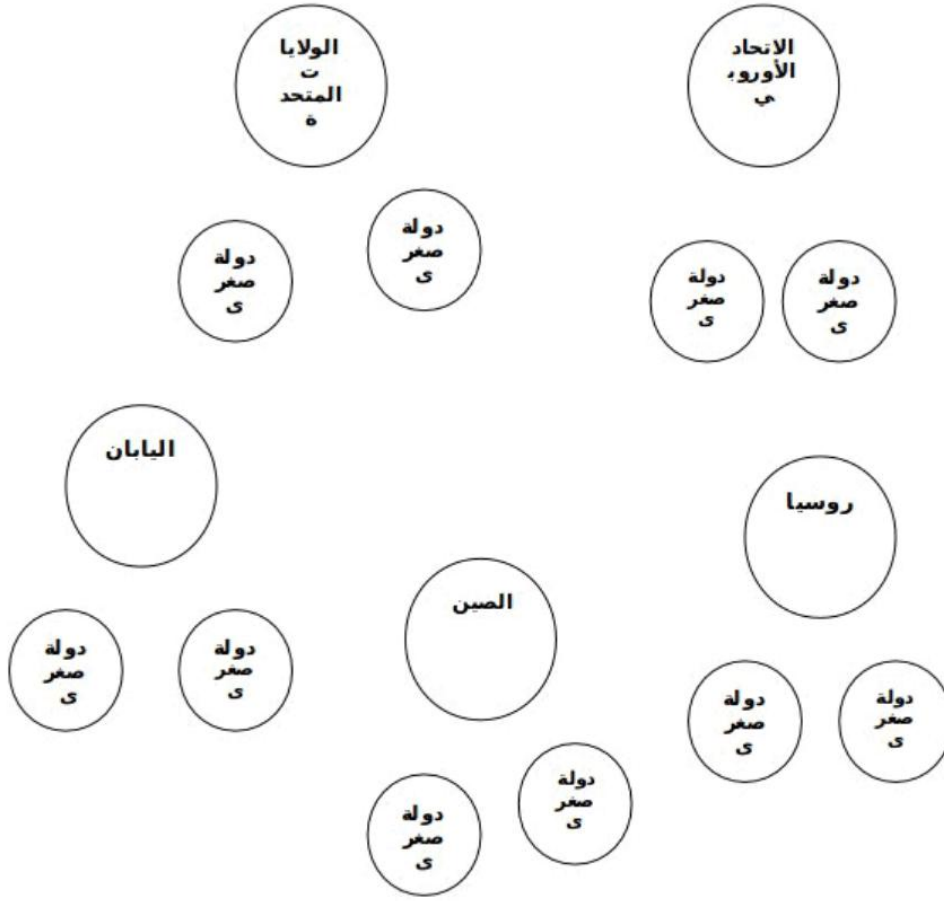 الولايا
ت
المتحد
ة
الاتحاد
الأوروب
ي
دولة
صغر
ى
دولة
صغر
ى
دولة
صغر
ى
دولة
صغر
ى
اليابان
روسيا
الصين
دولة
صغر
ى
دولة
صغر
ى
دولة
صغر
ى
دولة
صغر
ى
دولة
صغر
ى
دولة
صغر
ى